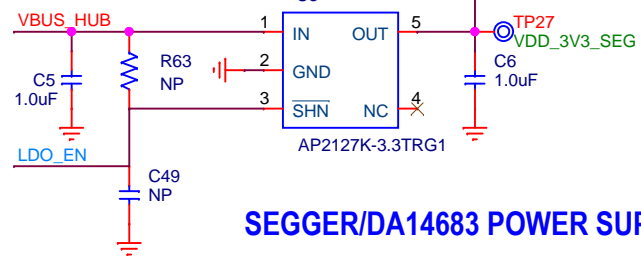 VBUS_HUB
1
IN
OUT
5
TP27
VDD_3V3_SEG
C5
1.0uF
R63
NP
2
GND
C6
1.0uF
3
SHN
NC
4
AP2127K-3.3TRG1
LDO_EN
C49
NP
SEGGER/DA14683 POWER SUP